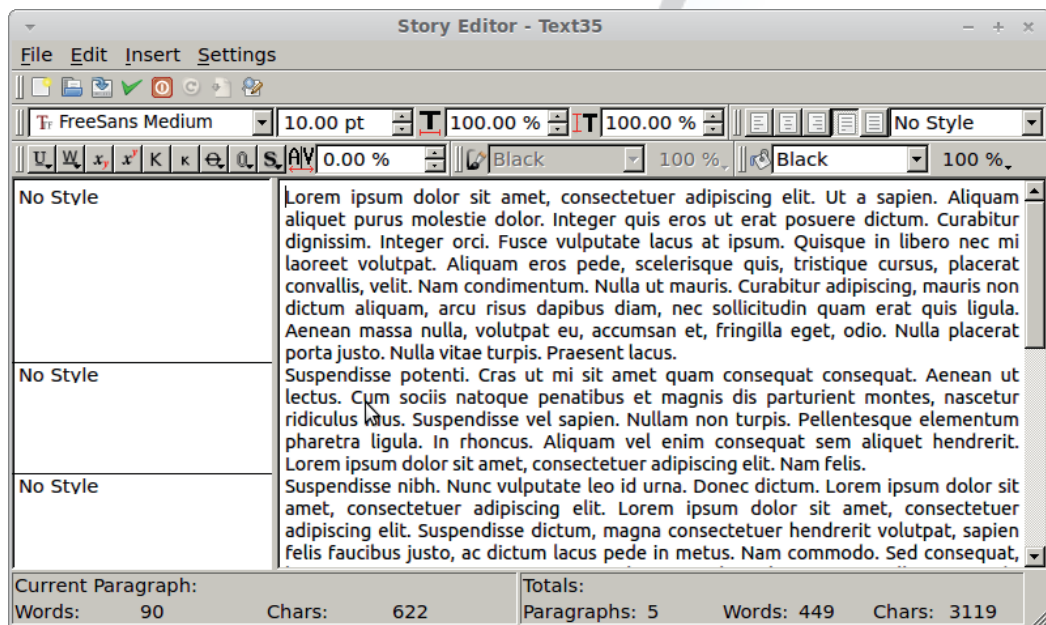 Story Editor - Text35
File Edit Insert Settings
FreeSans Medium 10.00 pt 100.00 % 100.00 % No Style
0.00 % Black 100 % Black 100 %
No Style
Lorem ipsum dolor sit amet, consectetuer adipiscing elit. Ut a sapien. Aliquam
aliquet purus molestie dolor. Integer quis eros ut erat posuere dictum. Curabitur
dignissim. Integer orci. Fusce vulputate lacus at ipsum. Quisque in libero nec mi
laoreet volutpat. Aliquam eros pede, scelerisque quis, tristique cursus, placerat
convallis, velit. Nam condimentum. Nulla ut mauris. Curabitur adipiscing, mauris non
dictum aliquam, arcu risus dapibus diam, nec sollicitudin quam erat quis ligula.
Aenean massa nulla, volutpat eu, accumsan et, fringilla eget, odio. Nulla placerat
porta justo. Nulla vitae turpis. Praesent lacus.
No Style
Suspendisse potenti. Cras ut mi sit amet quam consequat consequat. Aenean ut
lectus. Cum sociis natoque penatibus et magnis dis parturient montes, nascetur
ridiculus mus. Suspendisse vel sapien. Nullam non turpis. Pellentesque elementum
pharetra ligula. In rhoncus. Aliquam vel enim consequat sem aliquet hendrerit.
Lorem ipsum dolor sit amet, consectetuer adipiscing elit. Nam felis.
No Style
Suspendisse nibh. Nunc vulputate leo id urna. Donec dictum. Lorem ipsum dolor sit
amet, consectetuer adipiscing elit. Lorem ipsum dolor sit amet, consectetuer
adipiscing elit. Suspendisse dictum, magna consectetuer hendrerit volutpat, sapien
felis faucibus justo, ac dictum lacus pede in metus. Nam commodo. Sed consequat,
Current Paragraph: Totals:
Words: 90 Chars: 622 Paragraphs: 5 Words: 449 Chars: 3119